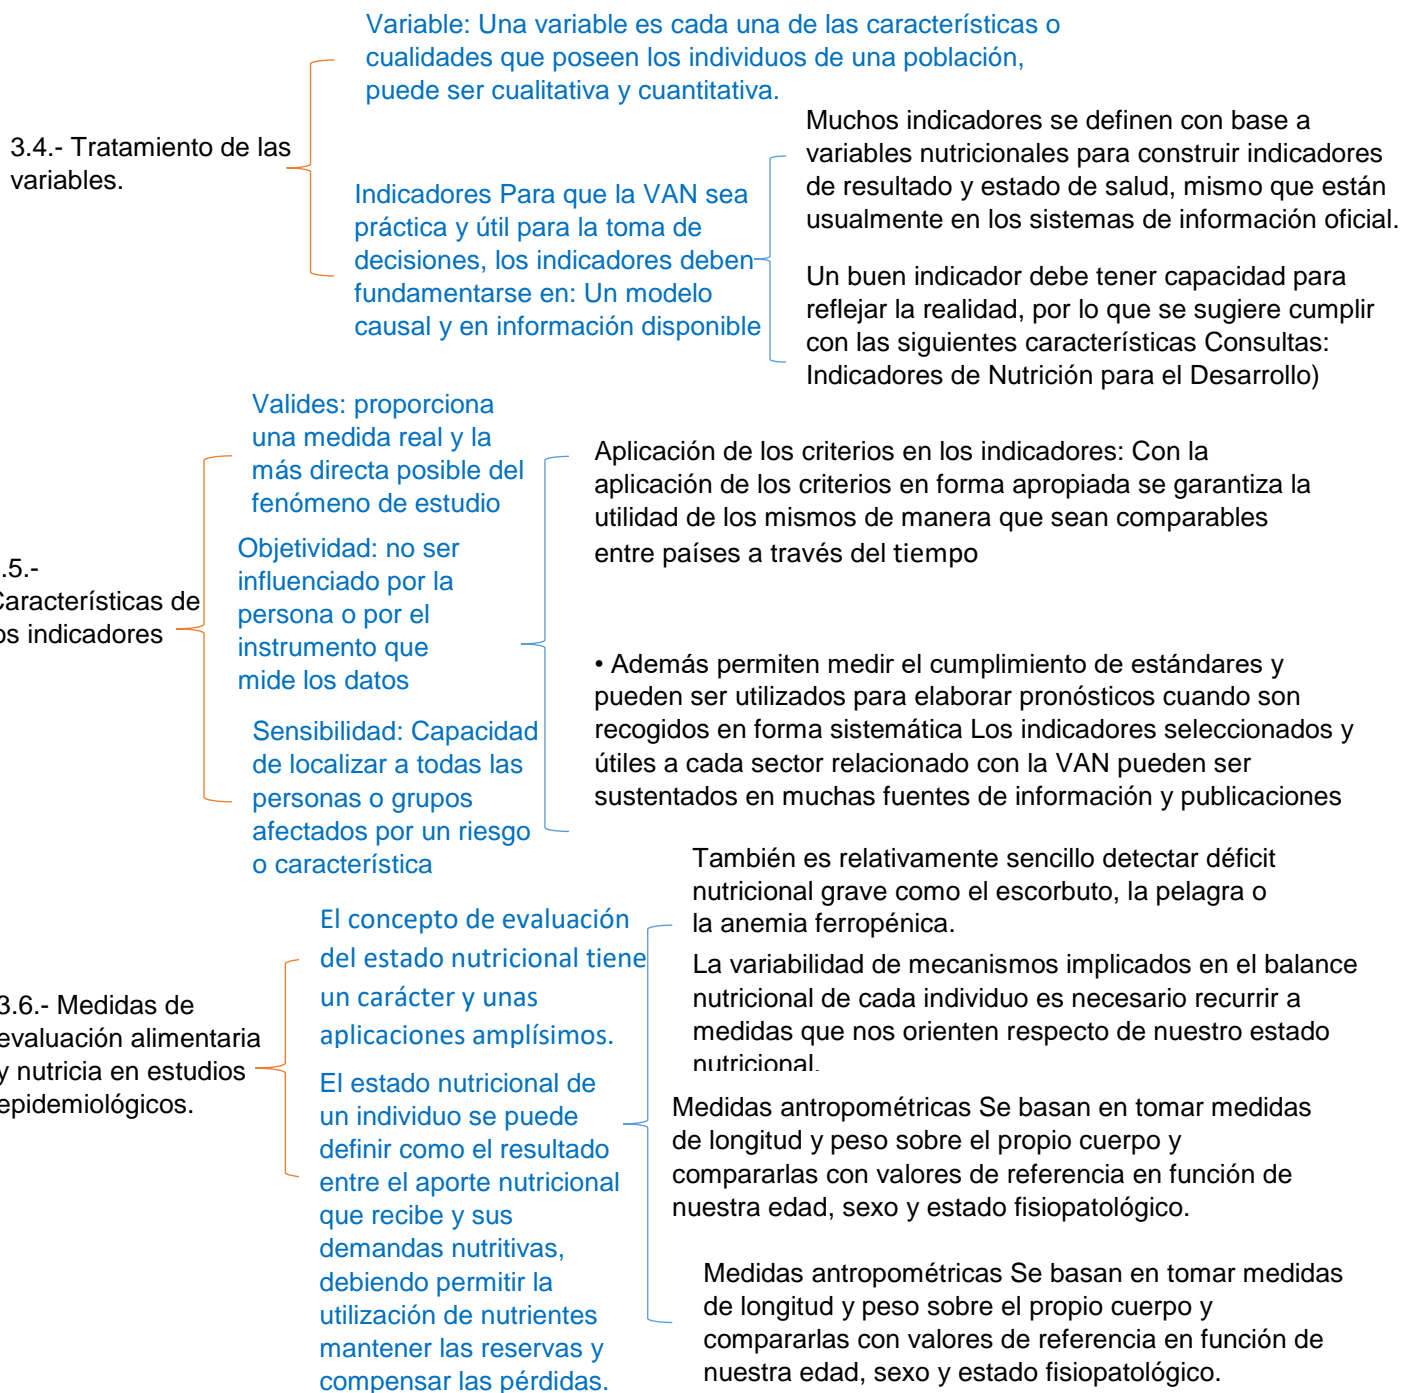 Variable: Una variable es cada una de las características o
cualidades que poseen los individuos de una población,
puede ser cualitativa y cuantitativa.
3.4.- Tratamiento de las
variables.
Indicadores Para que la VAN sea
práctica y útil para la toma de
decisiones, los indicadores deben
fundamentarse en: Un modelo
causal y en información disponible
Muchos indicadores se definen con base a
variables nutricionales para construir indicadores
de resultado y estado de salud, mismo que están
usualmente en los sistemas de información oficial.
Un buen indicador debe tener capacidad para
reflejar la realidad, por lo que se sugiere cumplir
con las siguientes características Consultas:
Indicadores de Nutrición para el Desarrollo)
.5.-
Características de
os indicadores
Valides: proporciona
una medida real y la
más directa posible del
fenómeno de estudio
Objetividad: no ser
influenciado por la
persona o por el
instrumento que
mide los datos
Sensibilidad: Capacidad
de localizar a todas las
personas o grupos
afectados por un riesgo
o característica
Aplicación de los criterios en los indicadores: Con la
aplicación de los criterios en forma apropiada se garantiza la
utilidad de los mismos de manera que sean comparables
entre países a través del tiempo
• Además permiten medir el cumplimiento de estándares y
pueden ser utilizados para elaborar pronósticos cuando son
recogidos en forma sistemática Los indicadores seleccionados y
útiles a cada sector relacionado con la VAN pueden ser
sustentados en muchas fuentes de información y publicaciones
3.6.- Medidas de
evaluación alimentaria
y nutricia en estudios
epidemiológicos.
El concepto de evaluación
del estado nutricional tiene
un carácter y unas
aplicaciones amplísimos.
El estado nutricional de
un individuo se puede
definir como el resultado
entre el aporte nutricional
que recibe y sus
demandas nutritivas,
debiendo permitir la
utilización de nutrientes
mantener las reservas y
compensar las pérdidas.
También es relativamente sencillo detectar déficit
nutricional grave como el escorbuto, la pelagra o
la anemia ferropénica.
La variabilidad de mecanismos implicados en el balance
nutricional de cada individuo es necesario recurrir a
medidas que nos orienten respecto de nuestro estado
nutricional.
Medidas antropométricas Se basan en tomar medidas
de longitud y peso sobre el propio cuerpo y
compararlas con valores de referencia en función de
nuestra edad, sexo y estado fisiopatológico.
Medidas antropométricas Se basan en tomar medidas
de longitud y peso sobre el propio cuerpo y
compararlas con valores de referencia en función de
nuestra edad, sexo y estado fisiopatológico.